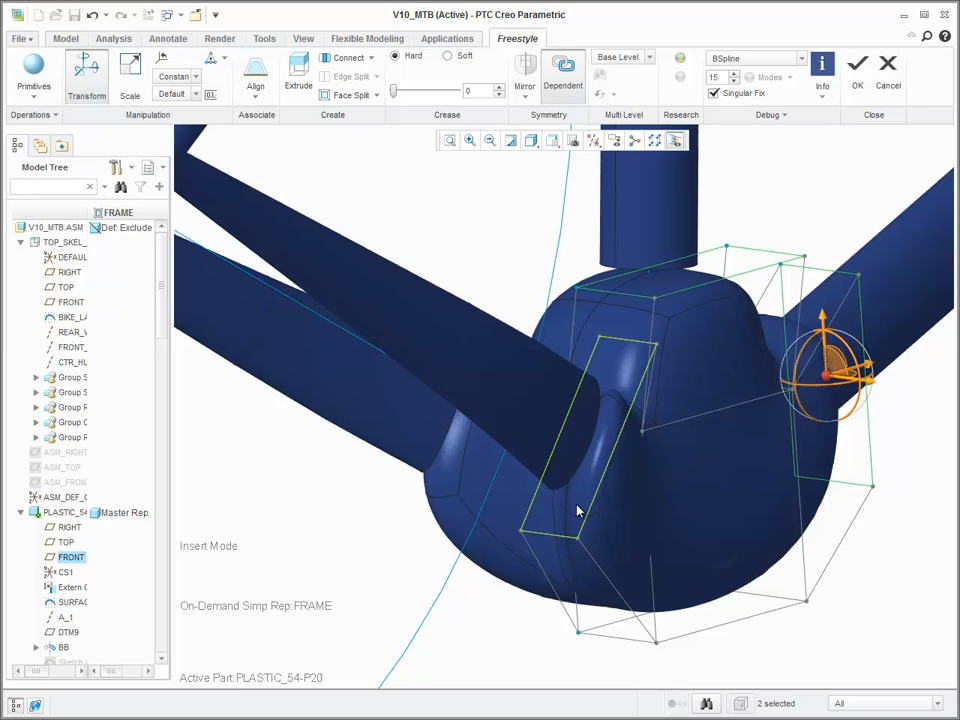 V10_MTB (Active) - PTC Creo Parametric
File Model Analysis Annotate Render Tools View Flexible Modeling Applications Freestyle
Primitives
Transform
Scale
Constan
Default
Align
Extrude
Connect
Edge Split
Face Split
Hard
Soft
0
Mirror
Dependent
Base Level
BSpline
15
Modes
Singular Fix
Info
OK
Cancel
Operations Manipulation Associate Create Crease Symmetry Multi Level Research Debug Close
Model Tree
FRAME
V10_MTB.ASM Def: Exclude
TOP_SKEL_
DEFAUL
RIGHT
TOP
FRONT
BIKE_LA
REAR_W
FRONT_
CTR_HU
Group S
Group R
Group R
Group C
Group R
ASM_RIGHT
ASM_TOP
ASM_FRON
ASM_DEF_C
PLASTIC_54 Master Rep
RIGHT
TOP
FRONT
CS1
Extern C
SURFAC
A_1
DTM9
BB
Sketch
Insert Mode
On-Demand Simp Rep:FRAME
Active Part:PLASTIC_54-P20
2 selected
All